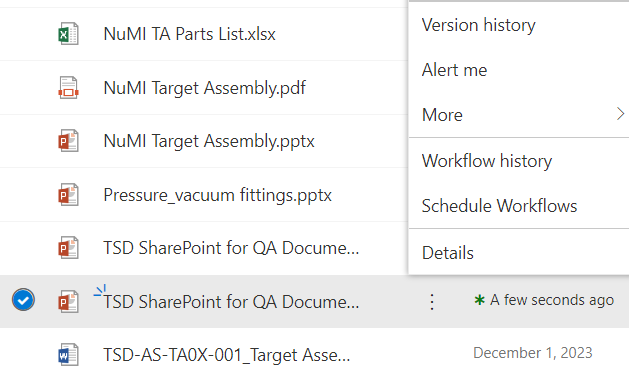 NuMI TA Parts List.xlsx
NuMI Target Assembly.pdf
NuMI Target Assembly.pptx
Pressure_vacuum fittings.pptx
TSD SharePoint for QA Docume...
TSD SharePoint for QA Docume...
A few seconds ago
TSD-AS-TA0X-001_Target Asse...
December 1, 2023
Version history
Alert me
More
Workflow history
Schedule Workflows
Details